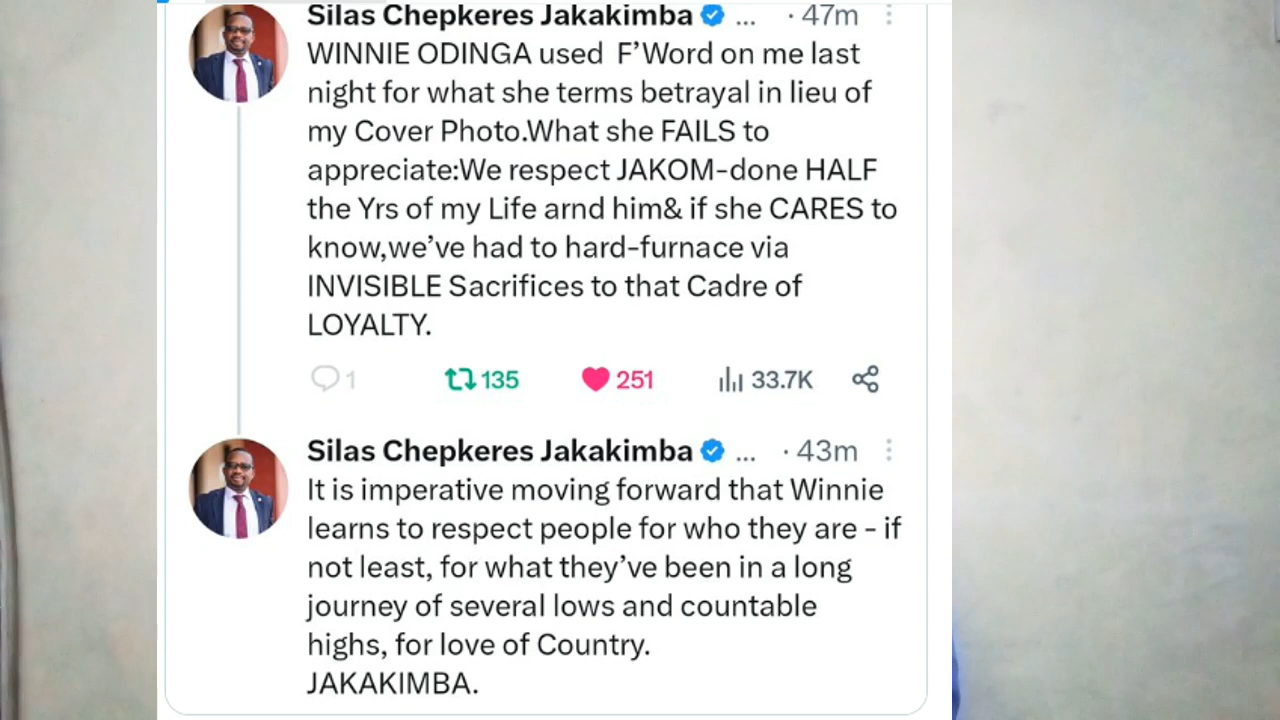 Silas Chepkeres Jakakimba ... · 47m
WINNIE ODINGA used F’Word on me last
night for what she terms betrayal in lieu of
my Cover Photo.What she FAILS to
appreciate:We respect JAKOM-done HALF
the Yrs of my Life arnd him& if she CARES to
know,we’ve had to hard-furnace via
INVISIBLE Sacrifices to that Cadre of
LOYALTY.
1 135 251 33.7K
Silas Chepkeres Jakakimba ... · 43m
It is imperative moving forward that Winnie
learns to respect people for who they are - if
not least, for what they’ve been in a long
journey of several lows and countable
highs, for love of Country.
JAKAKIMBA.